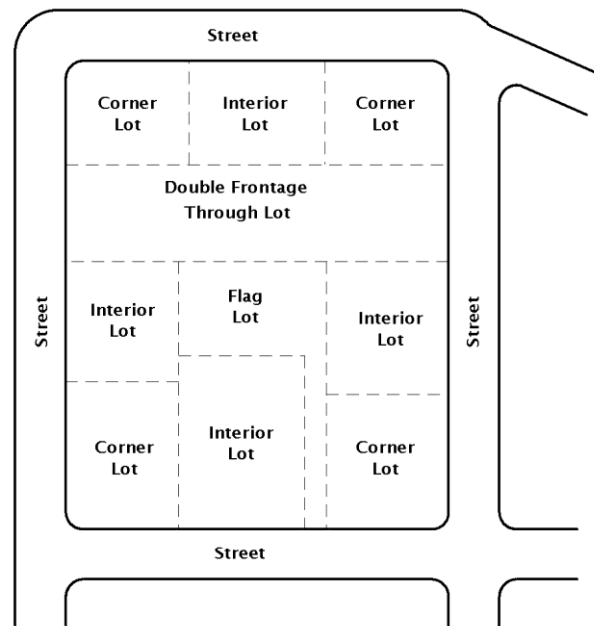 Street
Corner
Lot
Interior
Lot
Corner
Lot
Double Frontage
Through Lot
Street
Street
Interior
Lot
Flag
Lot
Interior
Lot
Corner
Lot
Interior
Lot
Corner
Lot
Street